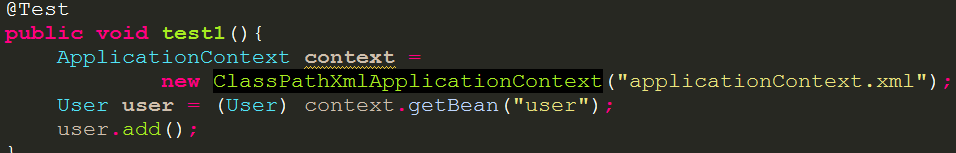 @Test
public void test1(){
ApplicationContext context =
new ClassPathXmlApplicationContext("applicationContext.xml");
User user = (User) context.getBean("user");
user.add();
}